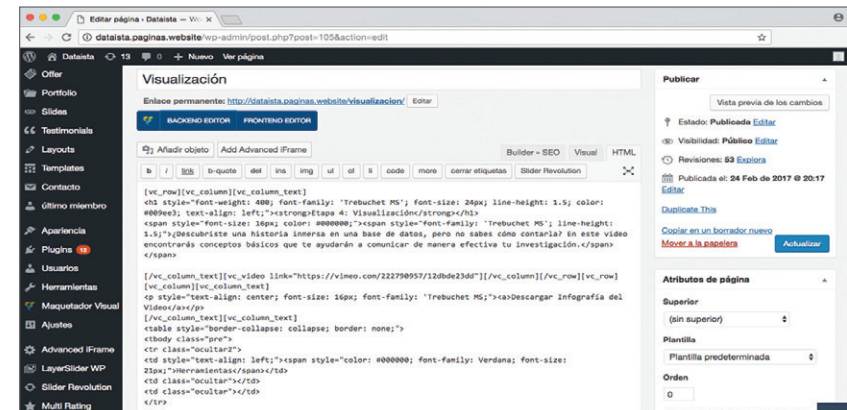 Editar página ‹ Dataista — Wo
dataista.paginas.website/wp-admin/post.php?post=105&action=edit
Dataista 13 0 + Nuevo Ver página
Offer
Portfolio
Slides
Testimonials
Layouts
Templates
Contacto
último miembro
Apariencia
Plugins 13
Usuarios
Herramientas
Maquetador Visual
Ajustes
Advanced iFrame
LayerSlider WP
Slider Revolution
Multi Rating
Visualización
Enlace permanente: http://dataista.paginas.website/visualizacion/ Editar
BACKEND EDITOR FRONTEND EDITOR
Añadir objeto Add Advanced iFrame
Builder = SEO Visual HTML
b i link b-quote del ins img ul ol li code more cerrar etiquetas Slider Revolution
[vc_row][vc_column][vc_column_text]
<h1 style="font-weight: 400; font-family: 'Trebuchet MS'; font-size: 24px; line-height: 1.5; color:
#009ee3; text-align: left;"><strong>Etapa 4: Visualización</strong></h1>
<span style="font-size: 16px; color: #000000;"><span style="font-family: 'Trebuchet MS'; line-height:
1.5;">¡Descubriste una historia inmersa en una base de datos, pero no sabes cómo contarla? En este video
encontrarás conceptos básicos que te ayudarán a comunicar de manera efectiva tu investigación.</span>
</span>
[/vc_column_text][vc_video link="https://vimeo.com/222790957/12dbde23dd"][/vc_column][/vc_row][vc_row]
[vc_column][vc_column_text]
<p style="text-align: center; font-size: 16px; font-family: 'Trebuchet MS;"><a>Descargar Infografía del
Video</a></p>
[/vc_column_text][vc_column_text]
<table style="border-collapse: collapse; border: none;">
<tbody class="pre">
<tr class="ocultar2">
<td style="text-align: left;"><span style="color: #000000; font-family: Verdana; font-size:
21px;">Herramientas</span></td>
<td class="ocultar"></td>
<td class="ocultar"></td>
</tr>
Publicar
Vista previa de los cambios
Estado: Publicada Editar
Visibilidad: Público Editar
Revisiones: 53 Explora
Publicada el: 24 Feb de 2017 @ 20:17
Editar
Duplicate This
Copiar en un borrador nuevo
Mover a la papelera Actualizar
Atributos de página
Superior
(sin superior)
Plantilla
Plantilla predeterminada
Orden
0